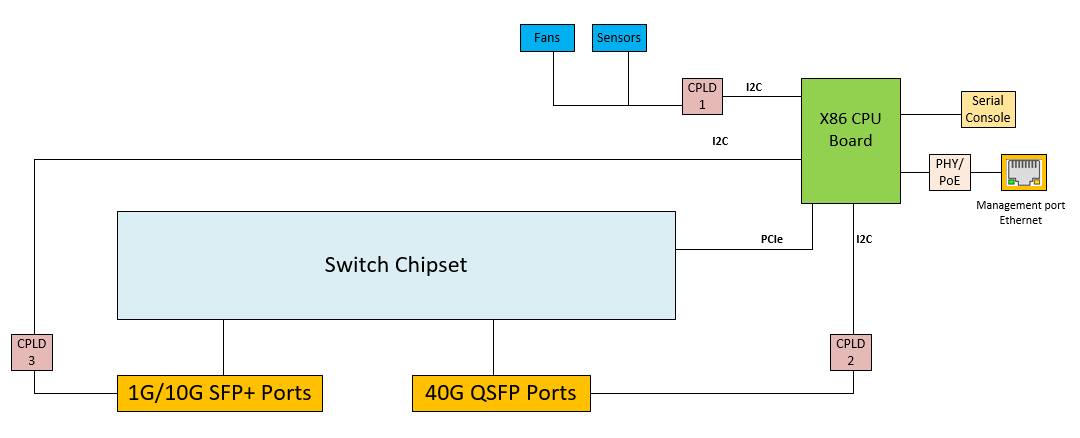 Fans
Sensors
CPLD
1
I2C
X86 CPU
Board
Serial
Console
I2C
PHY/
PoE
Management port
Ethernet
PCIe
I2C
Switch Chipset
CPLD
3
CPLD
2
1G/10G SFP+ Ports
40G QSFP Ports